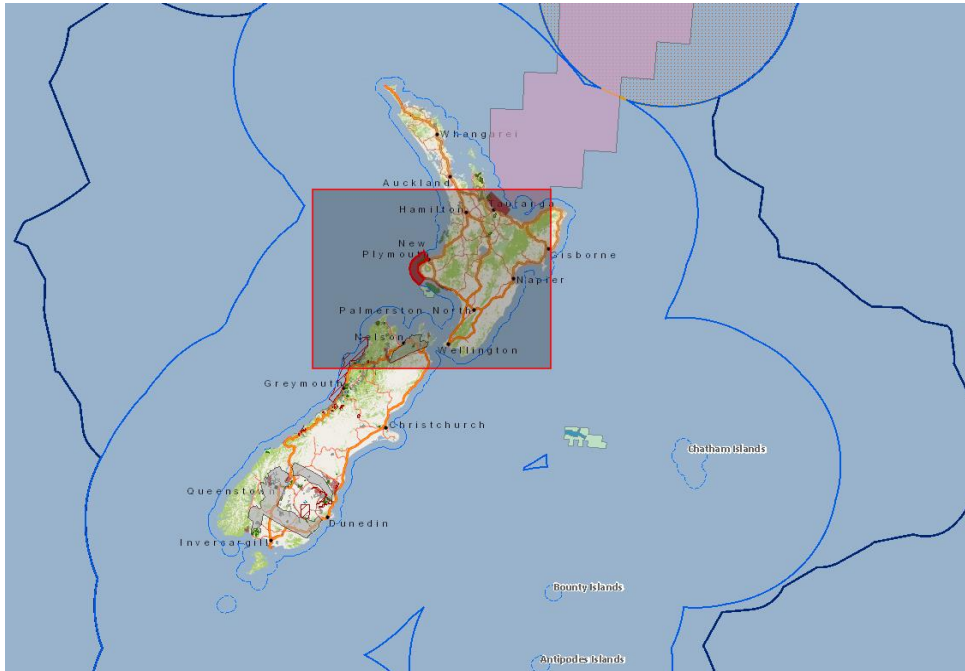 Whangarei
Auckland
Tauranga
Hamilton
New
Plymouth
Gisborne
Napier
Palmerston North
Nelson
Wellington
Greymouth
Christchurch
Chatham Islands
Queenstown
Dunedin
Invercargill
Bounty Islands
Antipodes Islands